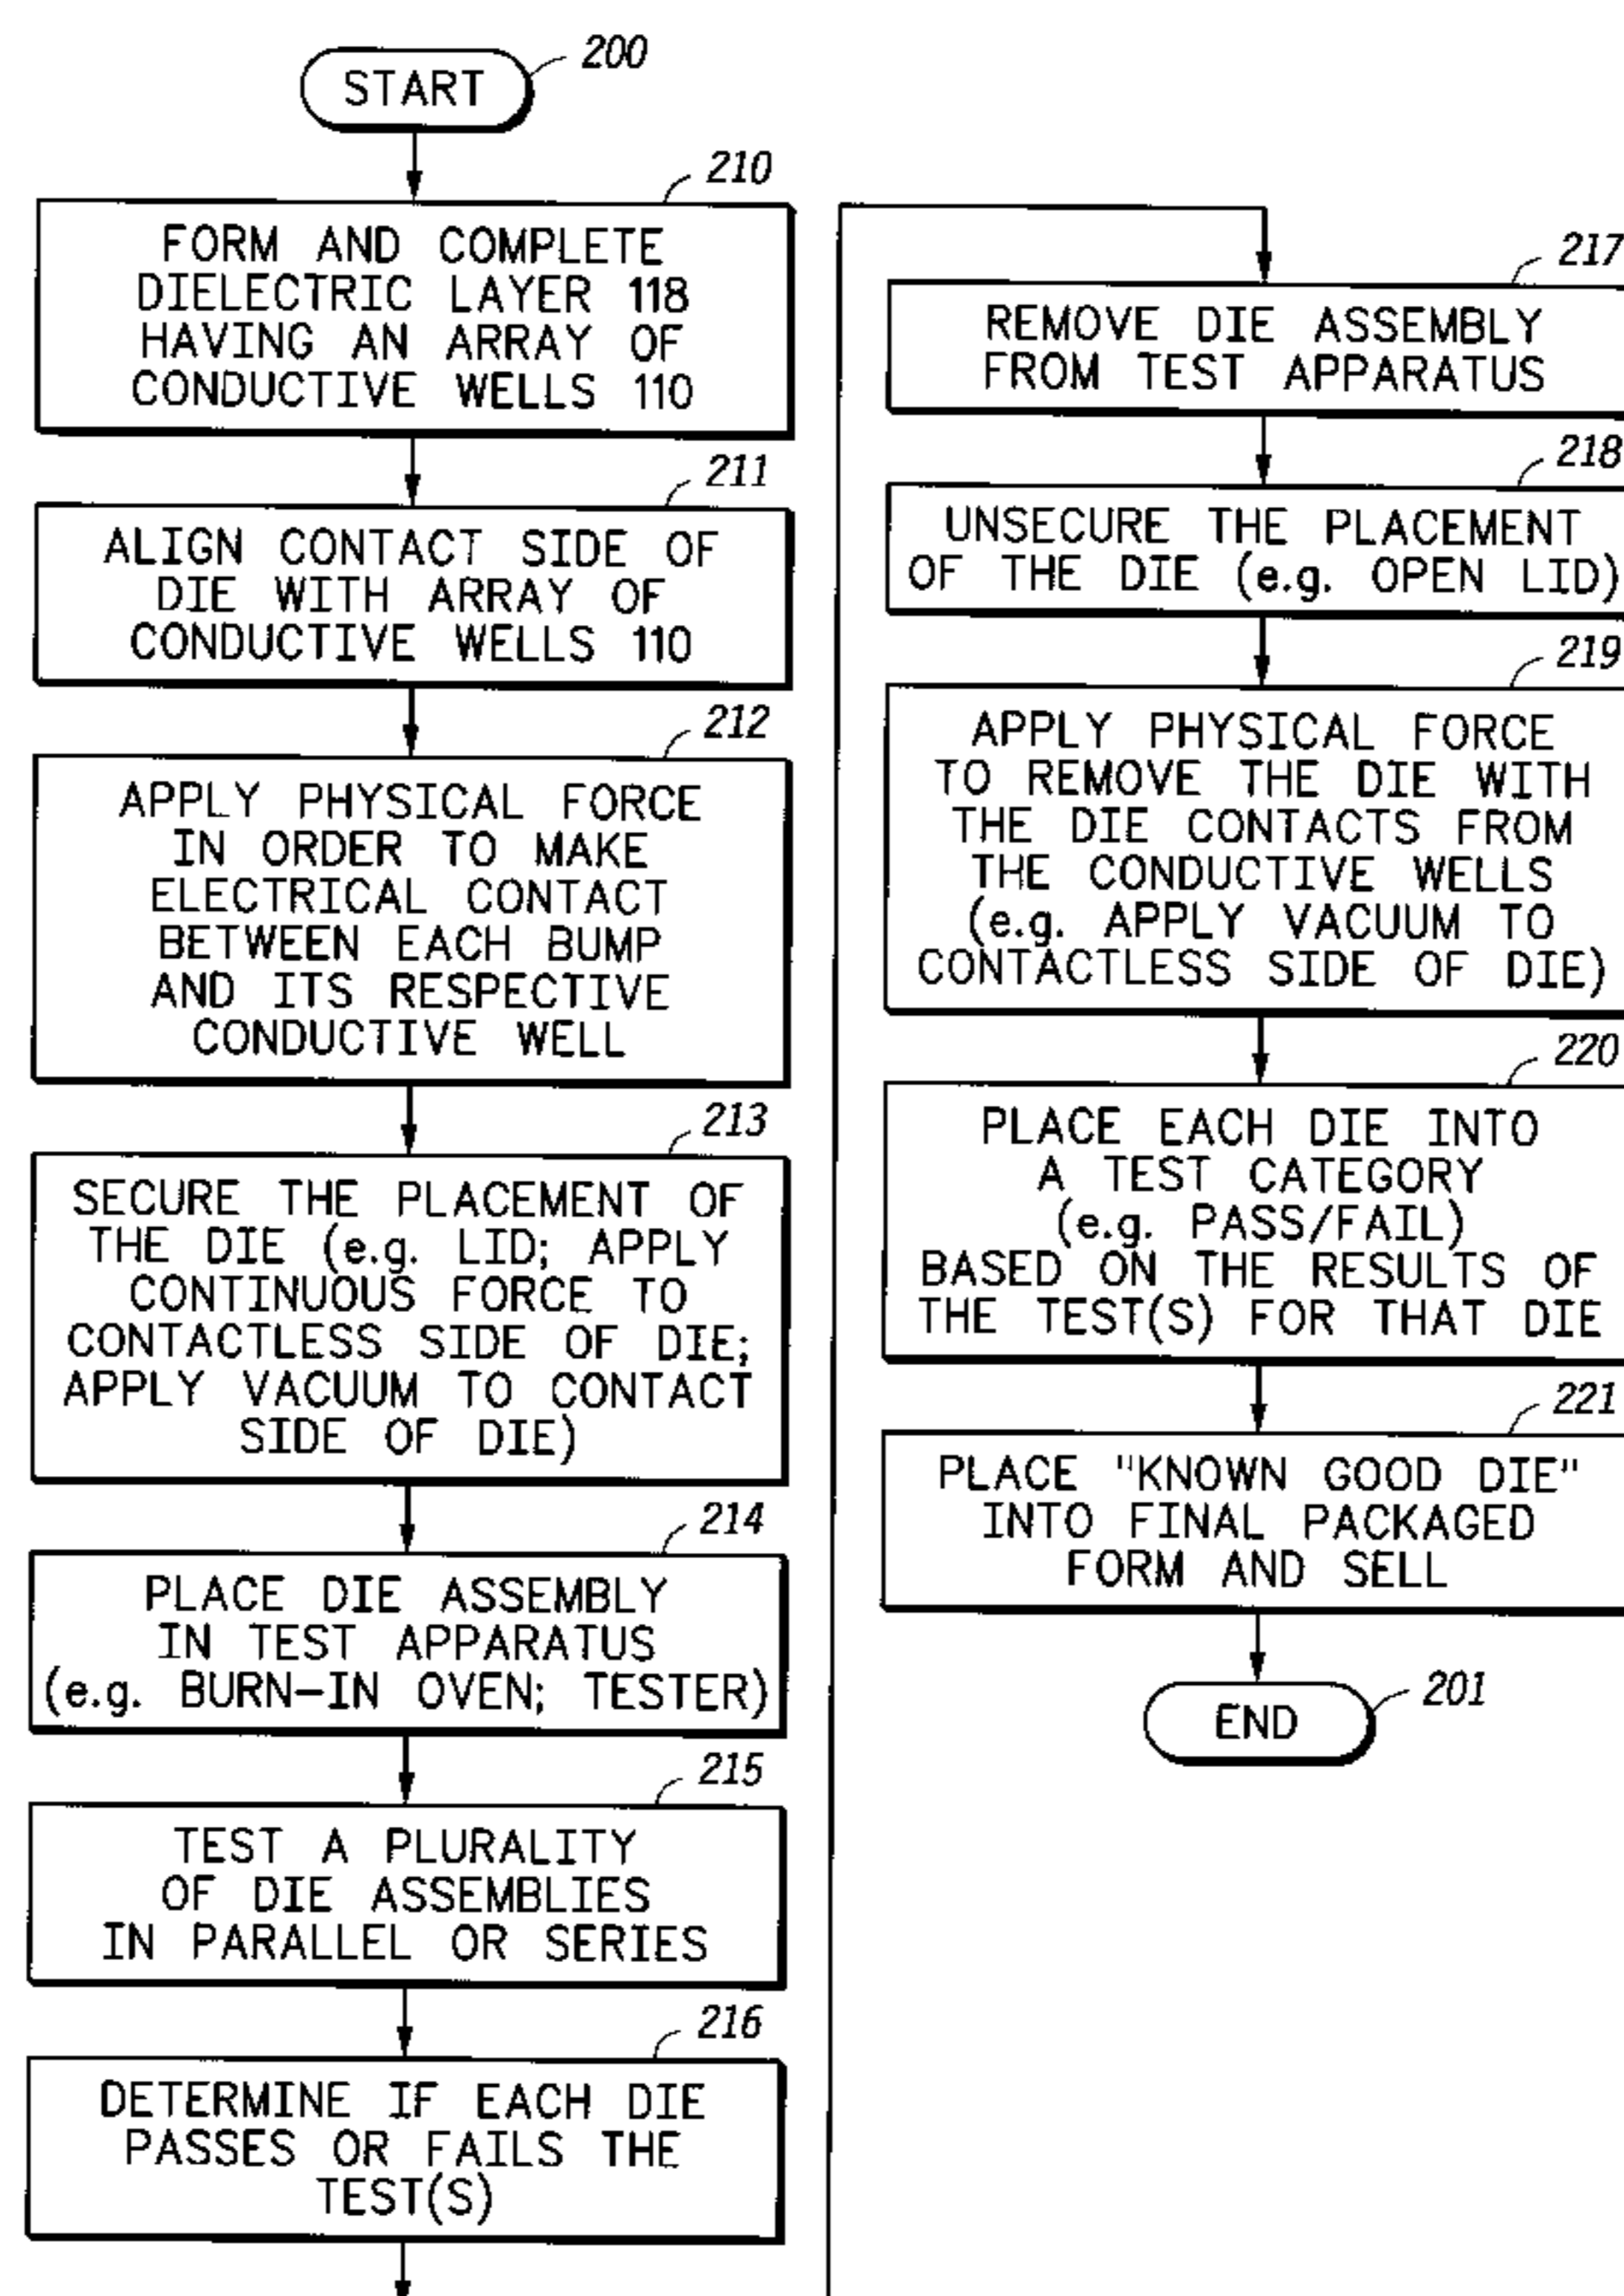 START
200
210
FORM AND COMPLETE
DIELECTRIC LAYER 118
HAVING AN ARRAY OF
CONDUCTIVE WELLS 110
211
ALIGN CONTACT SIDE OF
DIE WITH ARRAY OF
CONDUCTIVE WELLS 110
212
APPLY PHYSICAL FORCE
IN ORDER TO MAKE
ELECTRICAL CONTACT
BETWEEN EACH BUMP
AND ITS RESPECTIVE
CONDUCTIVE WELL
213
SECURE THE PLACEMENT OF
THE DIE (e.g. LID; APPLY
CONTINUOUS FORCE TO
CONTACTLESS SIDE OF DIE;
APPLY VACUUM TO CONTACT
SIDE OF DIE)
214
PLACE DIE ASSEMBLY
IN TEST APPARATUS
(e.g. BURN-IN OVEN; TESTER)
215
TEST A PLURALITY
OF DIE ASSEMBLIES
IN PARALLEL OR SERIES
216
DETERMINE IF EACH DIE
PASSES OR FAILS THE
TEST(S)
217
REMOVE DIE ASSEMBLY
FROM TEST APPARATUS
218
UNSECURE THE PLACEMENT
OF THE DIE (e.g. OPEN LID)
219
APPLY PHYSICAL FORCE
TO REMOVE THE DIE WITH
THE DIE CONTACTS FROM
THE CONDUCTIVE WELLS
(e.g. APPLY VACUUM TO
CONTACTLESS SIDE OF DIE)
220
PLACE EACH DIE INTO
A TEST CATEGORY
(e.g. PASS/FAIL)
BASED ON THE RESULTS OF
THE TEST(S) FOR THAT DIE
221
PLACE "KNOWN GOOD DIE"
INTO FINAL PACKAGED
FORM AND SELL
END
201